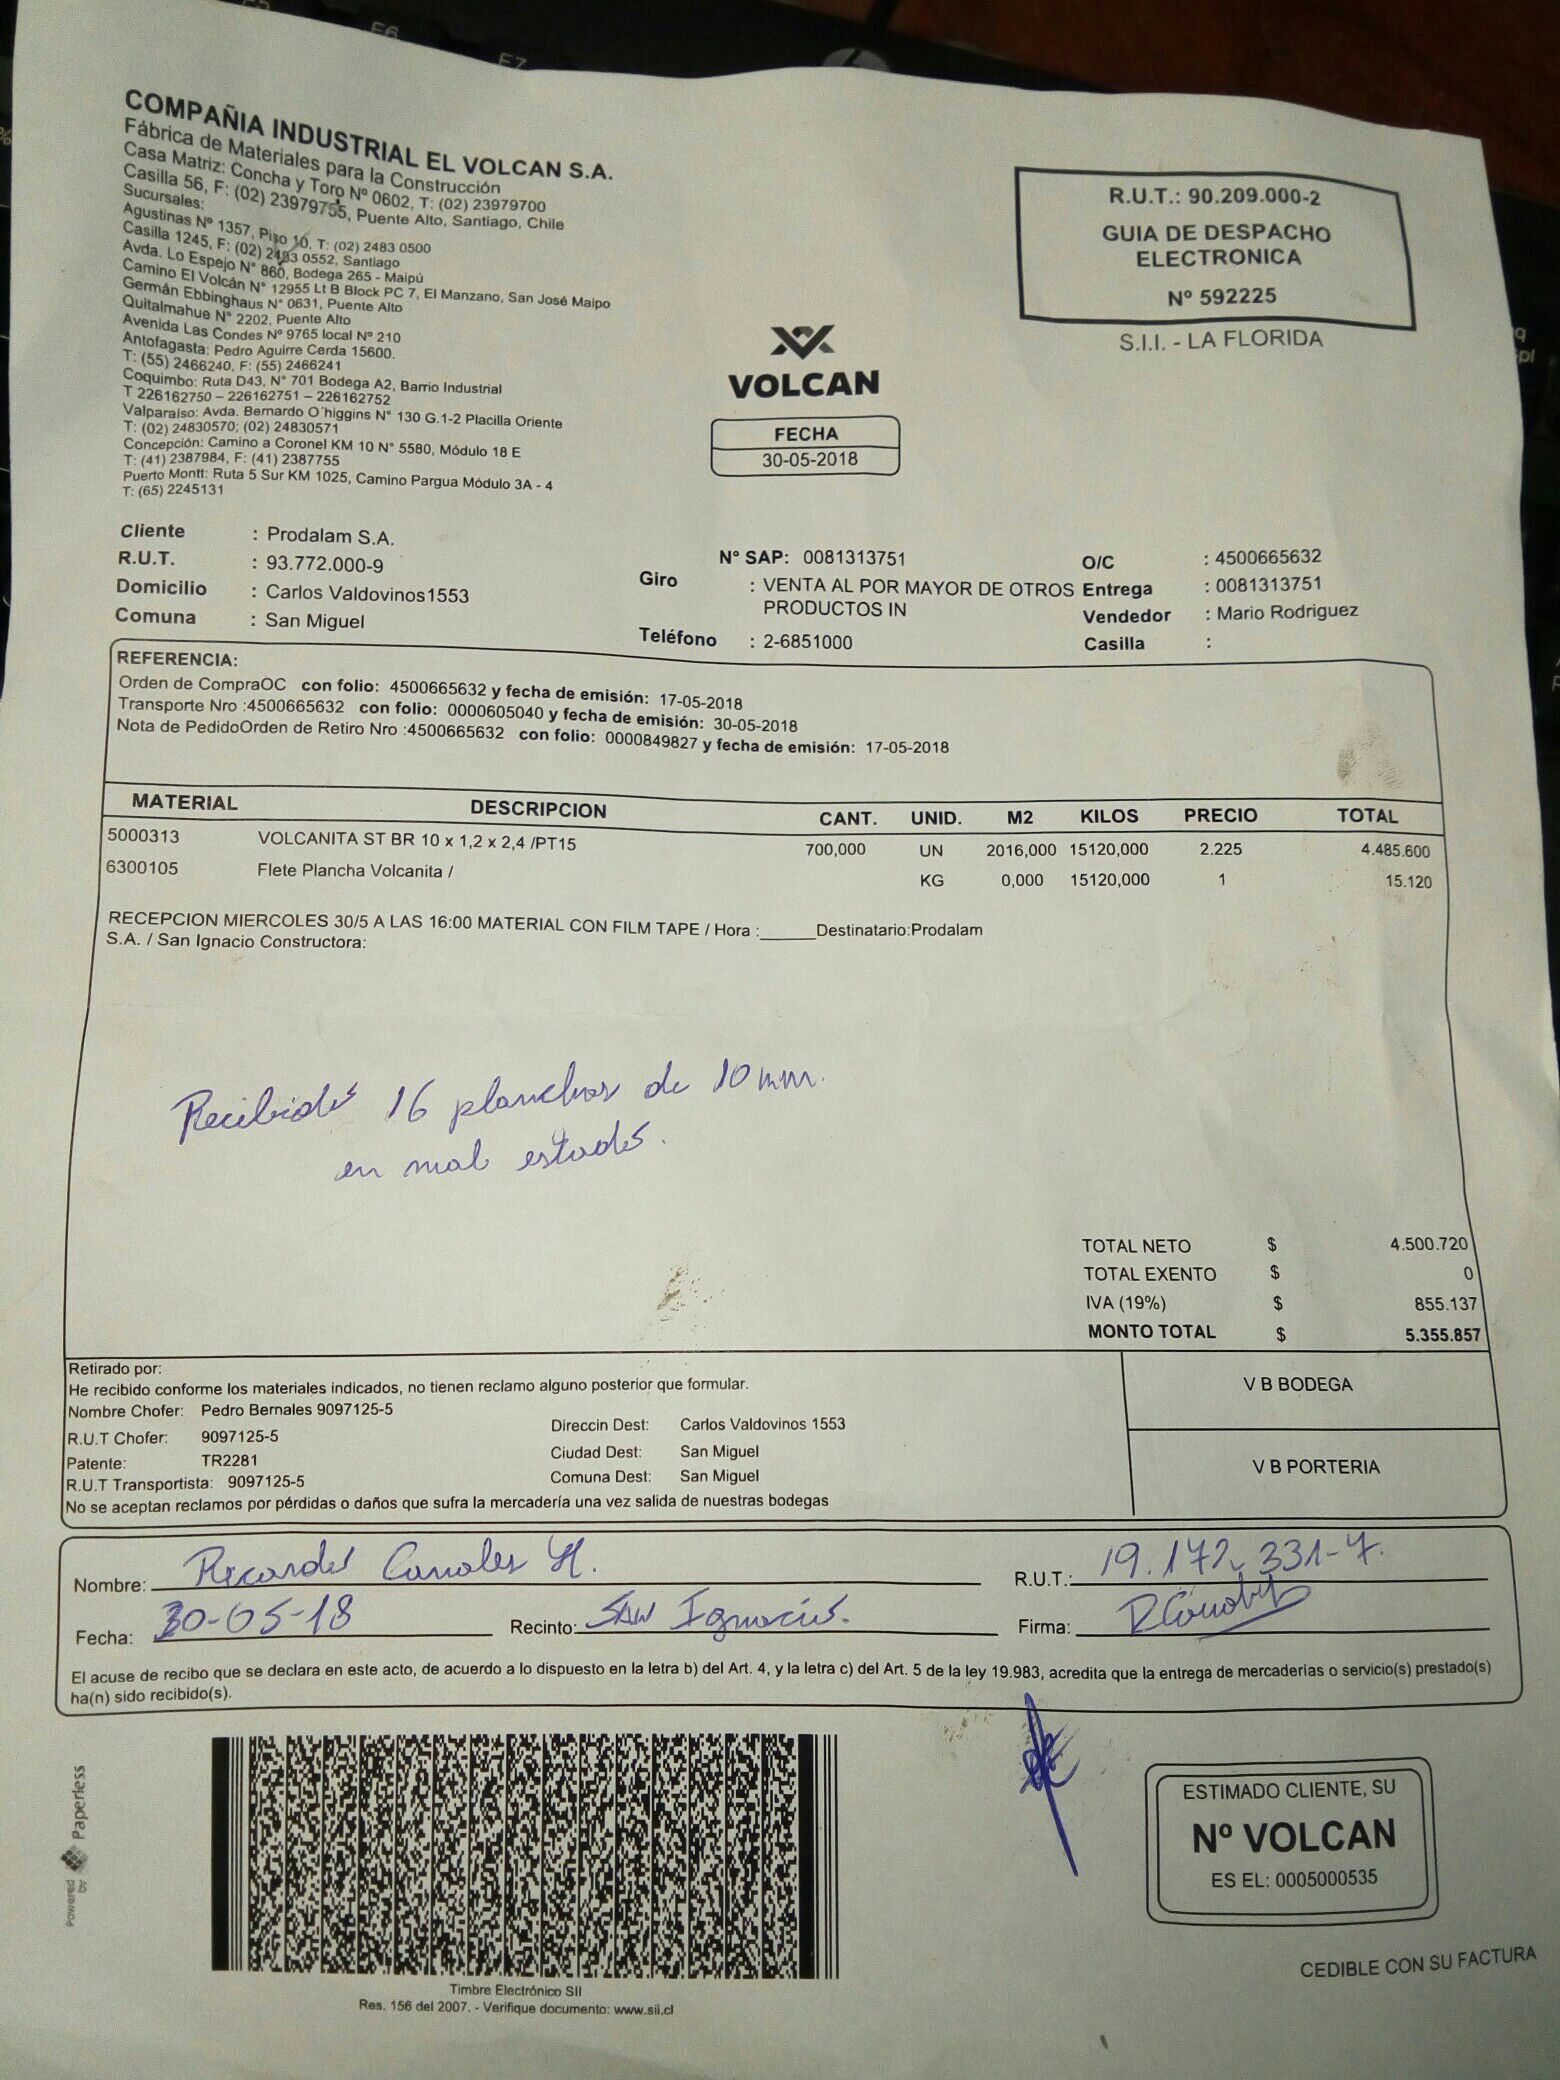 COMPAÑIA INDUSTRIAL EL VOLCAN S.A.
Fábrica de Materiales para la Construcción
Casa Matriz: Concha y Toro Nº 0602, T: (02) 23979700
Casilla 56, F: (02) 23979755, Puente Alto, Santiago, Chile
Sucursales:
Agustinas Nº 1357, Piso 10, T: (02) 2483 0500
Casilla 1245, F: (02) 2483 0552, Santiago
Avda. Lo Espejo N° 860, Bodega 265 - Maipú
Camino El Volcán N° 12955 Lt B Block PC 7, El Manzano, San José Maipo
Germán Ebbinghaus N° 0631, Puente Alto
Quitalmahue N° 2202, Puente Alto
Avenida Las Condes Nº 9765 local Nº 210
Antofagasta: Pedro Aguirre Cerda 15600.
T: (55) 2466240, F: (55) 2466241
Coquimbo: Ruta D43, N° 701 Bodega A2, Barrio Industrial
T 226162750 – 226162751 – 226162752
Valparaíso: Avda. Bernardo O´higgins N° 130 G.1-2 Placilla Oriente
T: (02) 24830570; (02) 24830571
Concepción: Camino a Coronel KM 10 N° 5580, Módulo 18 E
T: (41) 2387984, F: (41) 2387755
Puerto Montt: Ruta 5 Sur KM 1025, Camino Pargua Módulo 3A - 4
T: (65) 2245131
R.U.T.: 90.209.000-2
GUIA DE DESPACHO
ELECTRONICA
Nº 592225
S.I.I. - LA FLORIDA
VOLCAN
FECHA
30-05-2018
Cliente : Prodalam S.A.
R.U.T. : 93.772.000-9
Domicilio : Carlos Valdovinos1553
Comuna : San Miguel
N° SAP: 0081313751
Giro : VENTA AL POR MAYOR DE OTROS
PRODUCTOS IN
Teléfono : 2-6851000
O/C : 4500665632
Entrega : 0081313751
Vendedor : Mario Rodriguez
Casilla :
REFERENCIA:
Orden de CompraOC con folio: 4500665632 y fecha de emisión: 17-05-2018
Transporte Nro :4500665632 con folio: 0000605040 y fecha de emisión: 30-05-2018
Nota de PedidoOrden de Retiro Nro :4500665632 con folio: 0000849827 y fecha de emisión: 17-05-2018
MATERIAL DESCRIPCION CANT. UNID. M2 KILOS PRECIO TOTAL
5000313 VOLCANITA ST BR 10 x 1,2 x 2,4 /PT15 700,000 UN 2016,000 15120,000 2.225 4.485.600
6300105 Flete Plancha Volcanita / KG 0,000 15120,000 1 15.120
RECEPCION MIERCOLES 30/5 A LAS 16:00 MATERIAL CON FILM TAPE / Hora :______Destinatario:Prodalam
S.A. / San Ignacio Constructora:
Recibidos 16 planchas de 10 mm.
en mal estado.
TOTAL NETO $ 4.500.720
TOTAL EXENTO $ 0
IVA (19%) $ 855.137
MONTO TOTAL $ 5.355.857
Retirado por:
He recibido conforme los materiales indicados, no tienen reclamo alguno posterior que formular.
Nombre Chofer: Pedro Bernales 9097125-5
R.U.T Chofer: 9097125-5
Patente: TR2281
R.U.T Transportista: 9097125-5
Direccin Dest: Carlos Valdovinos 1553
Ciudad Dest: San Miguel
Comuna Dest: San Miguel
No se aceptan reclamos por pérdidas o daños que sufra la mercadería una vez salida de nuestras bodegas
V B BODEGA
V B PORTERIA
Nombre: Ricardo Canales H. R.U.T.: 19.172.331-7.
Fecha: 30-05-18 Recinto: SAN Ignacio. Firma: RCanales
El acuse de recibo que se declara en este acto, de acuerdo a lo dispuesto en la letra b) del Art. 4, y la letra c) del Art. 5 de la ley 19.983, acredita que la entrega de mercaderías o servicio(s) prestado(s)
ha(n) sido recibido(s).
Powered by Paperless
Timbre Electrónico SII
Res. 156 del 2007. - Verifique documento: www.sii.cl
ESTIMADO CLIENTE, SU
Nº VOLCAN
ES EL: 0005000535
CEDIBLE CON SU FACTURA